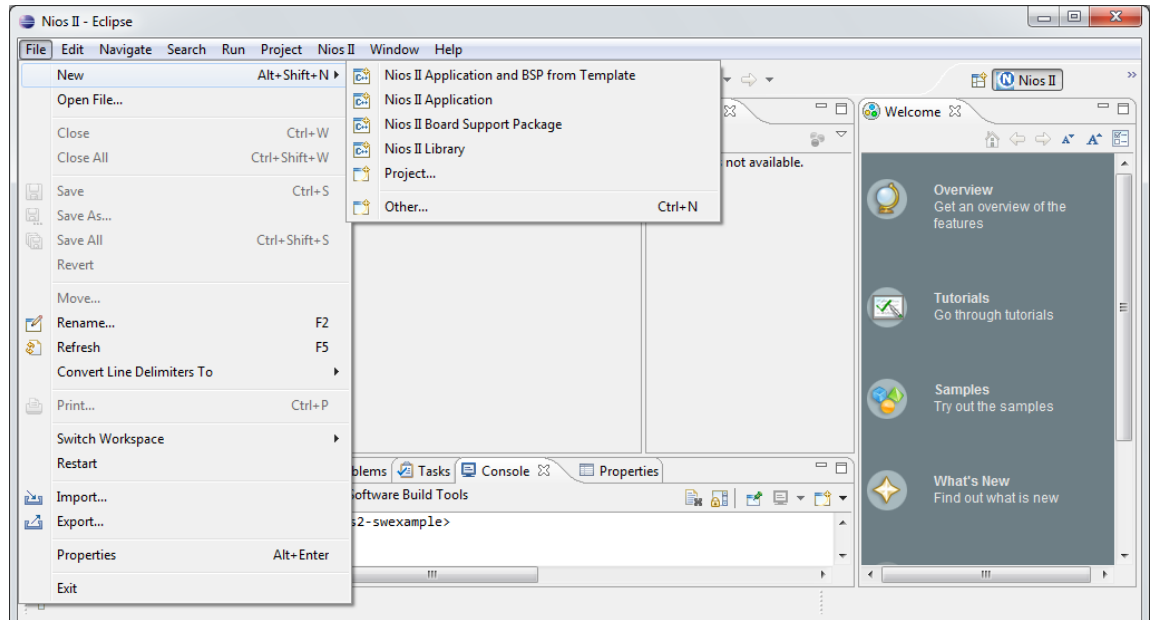 Nios II - Eclipse
File Edit Navigate Search Run Project Nios II Window Help
New Alt+Shift+N
Open File...
Close Ctrl+W
Close All Ctrl+Shift+W
Save Ctrl+S
Save As...
Save All Ctrl+Shift+S
Revert
Move...
Rename... F2
Refresh F5
Convert Line Delimiters To
Print... Ctrl+P
Switch Workspace
Restart
Import...
Export...
Properties Alt+Enter
Exit
Nios II Application and BSP from Template
Nios II Application
Nios II Board Support Package
Nios II Library
Project...
Other... Ctrl+N
Nios II
not available.
Welcome
Overview
Get an overview of the
features
Tutorials
Go through tutorials
Samples
Try out the samples
What's New
Find out what is new
blems Tasks Console Properties
oftware Build Tools
s2-swexample>